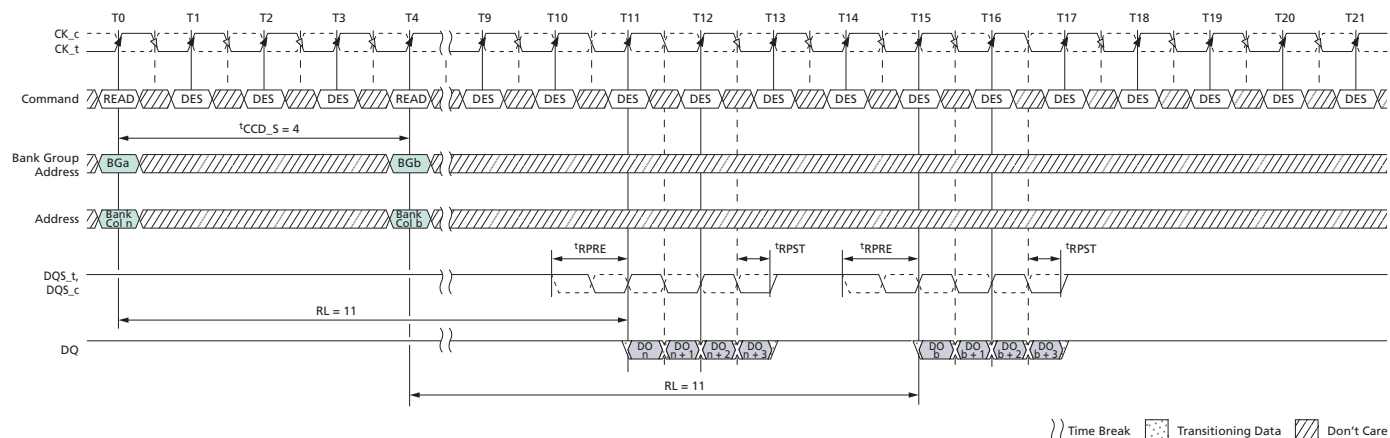 T0 T1 T2 T3 T4 T9 T10 T11 T12 T13 T14 T15 T16 T17 T18 T19 T20 T21
CK_c
CK_t
Command READ DES DES DES READ DES DES DES DES DES DES DES DES DES DES DES DES DES
tCCD_S = 4
Bank Group
Address
BGa BGb
Address
Bank
Col n
Bank
Col b
tRPRE tRPST tRPRE tRPST
DQS_t,
DQS_c
RL = 11
DQ
DO
n
DO
n + 1
DO
n + 2
DO
n + 3
DO
b
DO
b + 1
DO
b + 2
DO
b + 3
RL = 11
Time Break Transitioning Data Don't Care